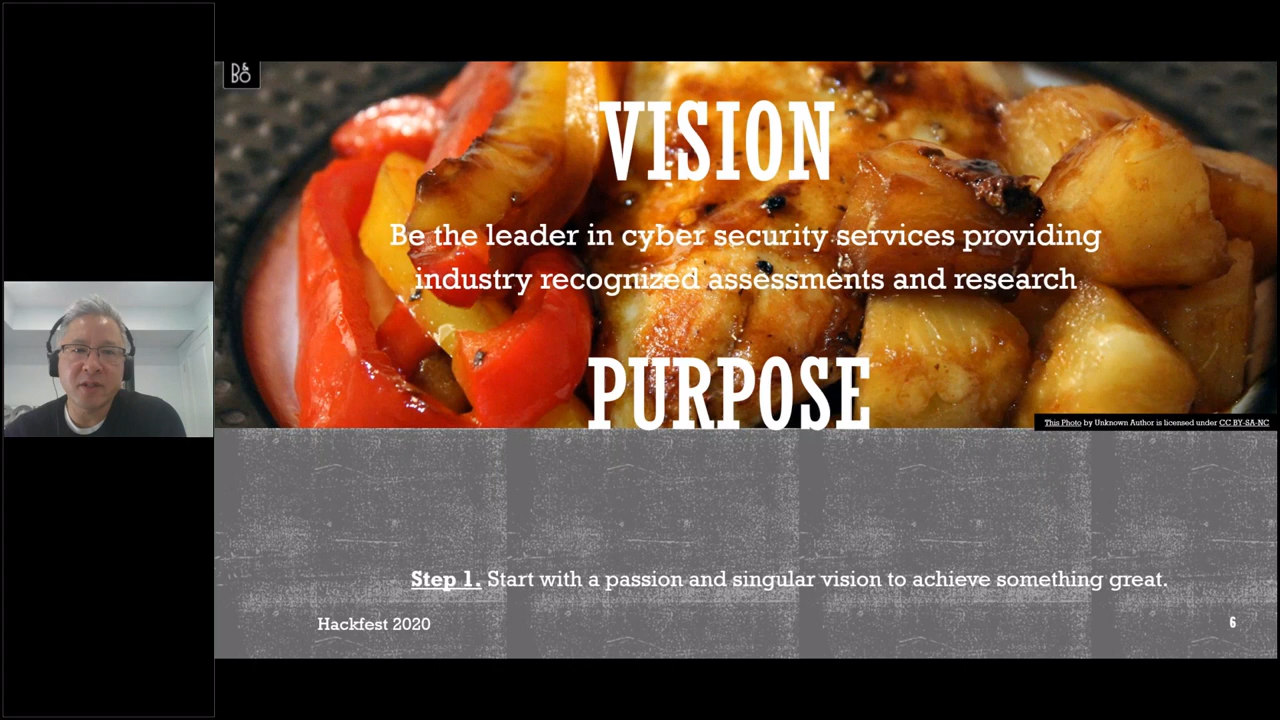 B&O
VISION
Be the leader in cyber security services providing
industry recognized assessments and research
PURPOSE
This Photo by Unknown Author is licensed under CC BY-SA-NC
Step 1. Start with a passion and singular vision to achieve something great.
Hackfest 2020
6